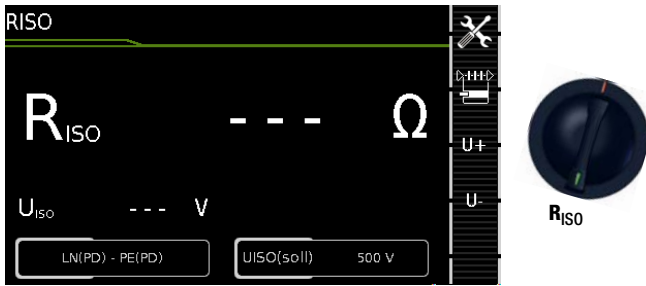 RISO
RISO - - - Ω
U+
UISO - - - V
U-
LN(PD) - PE(PD)
UISO(soll) 500 V
RISO